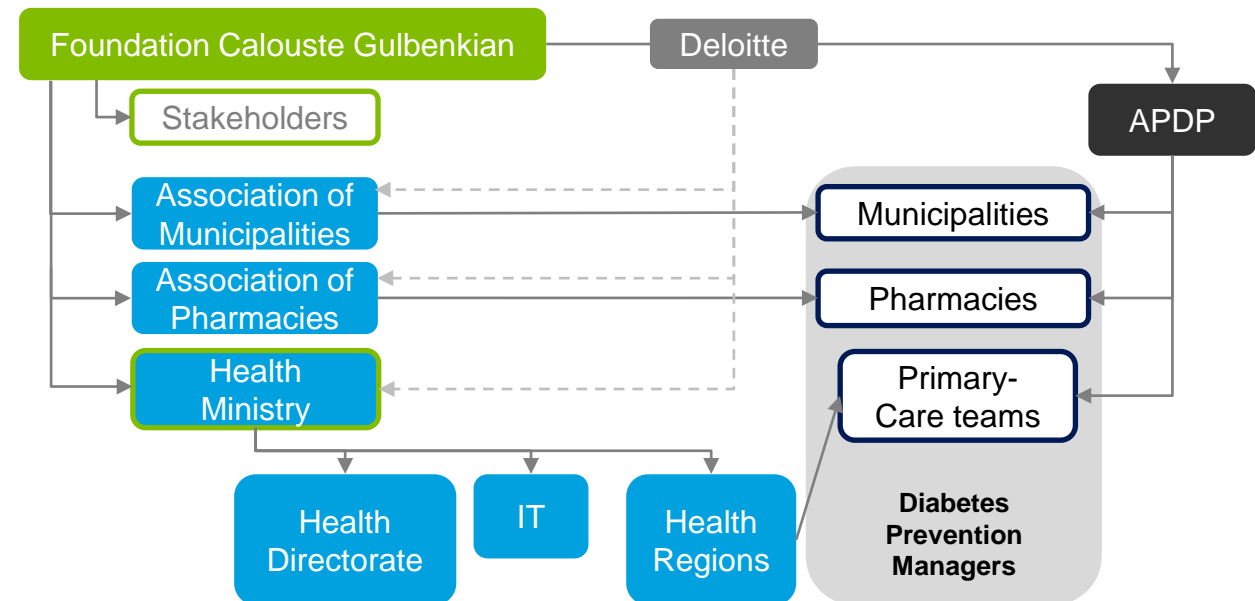 Foundation Calouste Gulbenkian
Deloitte
Stakeholders
APDP
Association of
Municipalities
Municipalities
Association of
Pharmacies
Pharmacies
Health
Ministry
Primary-
Care teams
Health
Directorate
IT
Health
Regions
Diabetes
Prevention
Managers